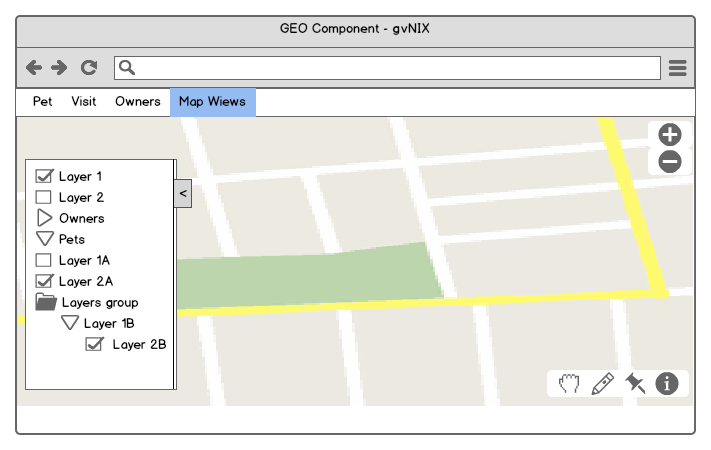 GEO Component - gvNIX
Pet Visit Owners Map Wiews
Layer 1
<
Layer 2
Owners
Pets
Layer 1A
Layer 2A
Layers group
Layer 1B
Layer 2B